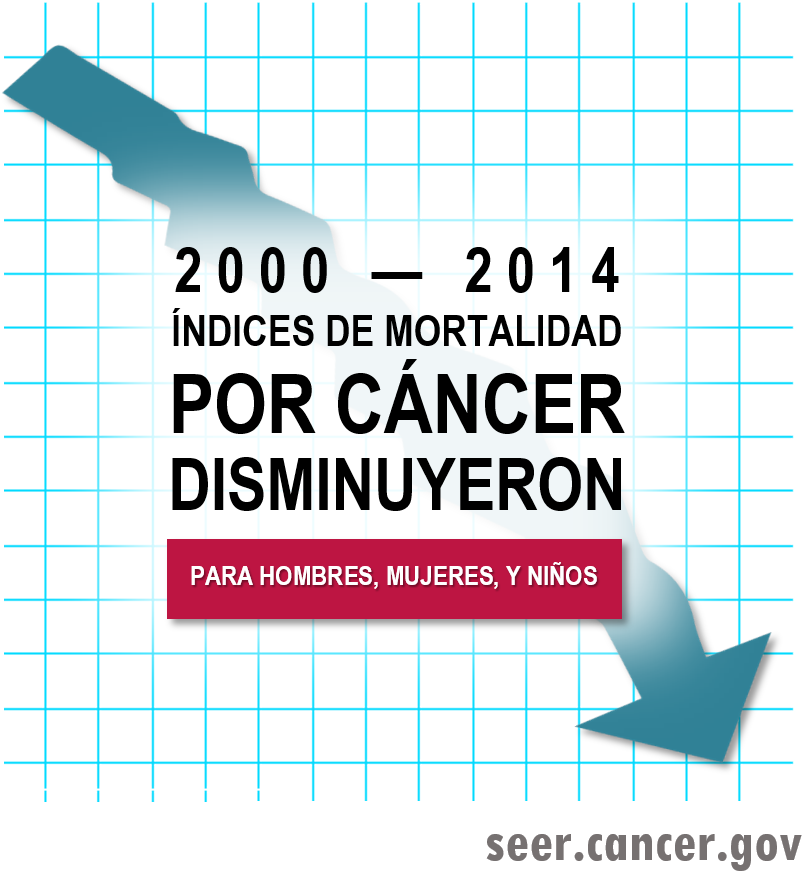 2000 — 2014
ÍNDICES DE MORTALIDAD
POR CÁNCER
DISMINUYERON
PARA HOMBRES, MUJERES, Y NIÑOS
seer.cancer.gov